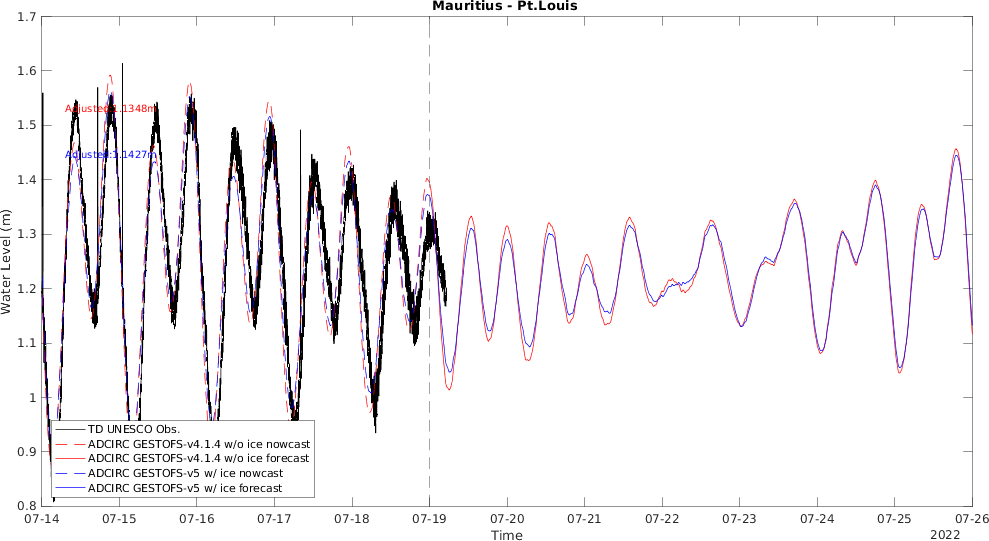 Mauritius - Pt.Louis
1.7
1.6
1.5
1.4
1.3
1.2
1.1
1
0.9
0.8
Water Level (m)
Adjusted:1.1348m
Adjusted:1.1427m
TD UNESCO Obs.
ADCIRC GESTOFS-v4.1.4 w/o ice nowcast
ADCIRC GESTOFS-v4.1.4 w/o ice forecast
ADCIRC GESTOFS-v5 w/ ice nowcast
ADCIRC GESTOFS-v5 w/ ice forecast
07-14 07-15 07-16 07-17 07-18 07-19 07-20 07-21 07-22 07-23 07-24 07-25 07-26
Time
2022